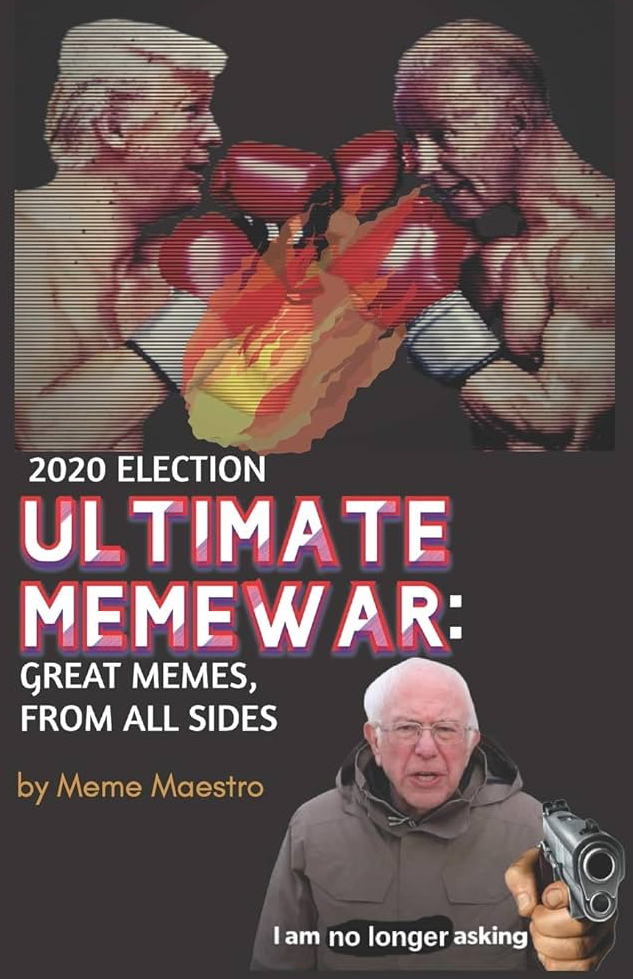 2020 ELECTION
ULTIMATE
MEMEWAR:
GREAT MEMES,
FROM ALL SIDES
by Meme Maestro
I am no longer asking